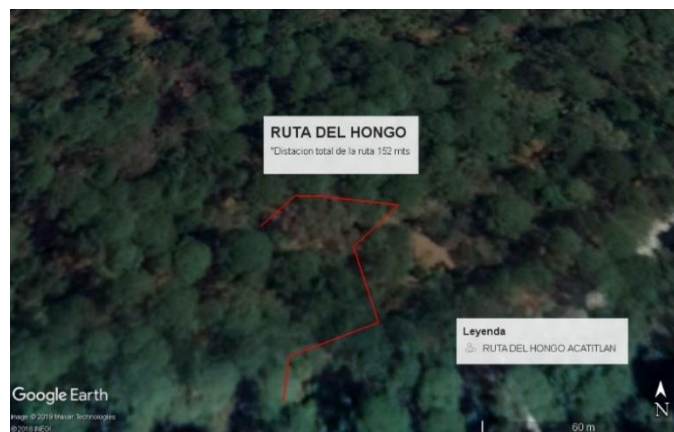 RUTA DEL HONGO
"Distacion total de la ruta 152 mts
Leyenda
RUTA DEL HONGO ACATITLAN
Google Earth
Image © 2019 Maxar Technologies
© 2018 INEGI
N
60 m